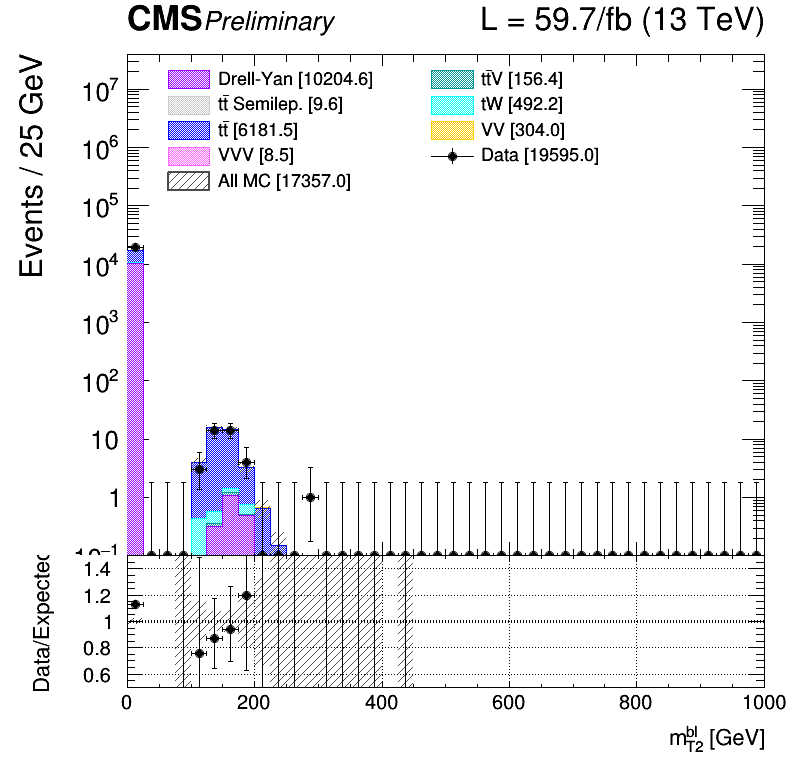 CMS Preliminary L = 59.7/fb (13 TeV)
Events / 25 GeV
Drell-Yan [10204.6]
tt̄ Semilep. [9.6]
tt̄ [6181.5]
VVV [8.5]
All MC [17357.0]
tt̄V [156.4]
tW [492.2]
VV [304.0]
Data [19595.0]
10⁷
10⁶
10⁵
10⁴
10³
10²
10
1
10⁻¹
Data/Expected
1.4
1.2
1
0.8
0.6
0 200 400 600 800 1000
m_{T2}^{bl} [GeV]